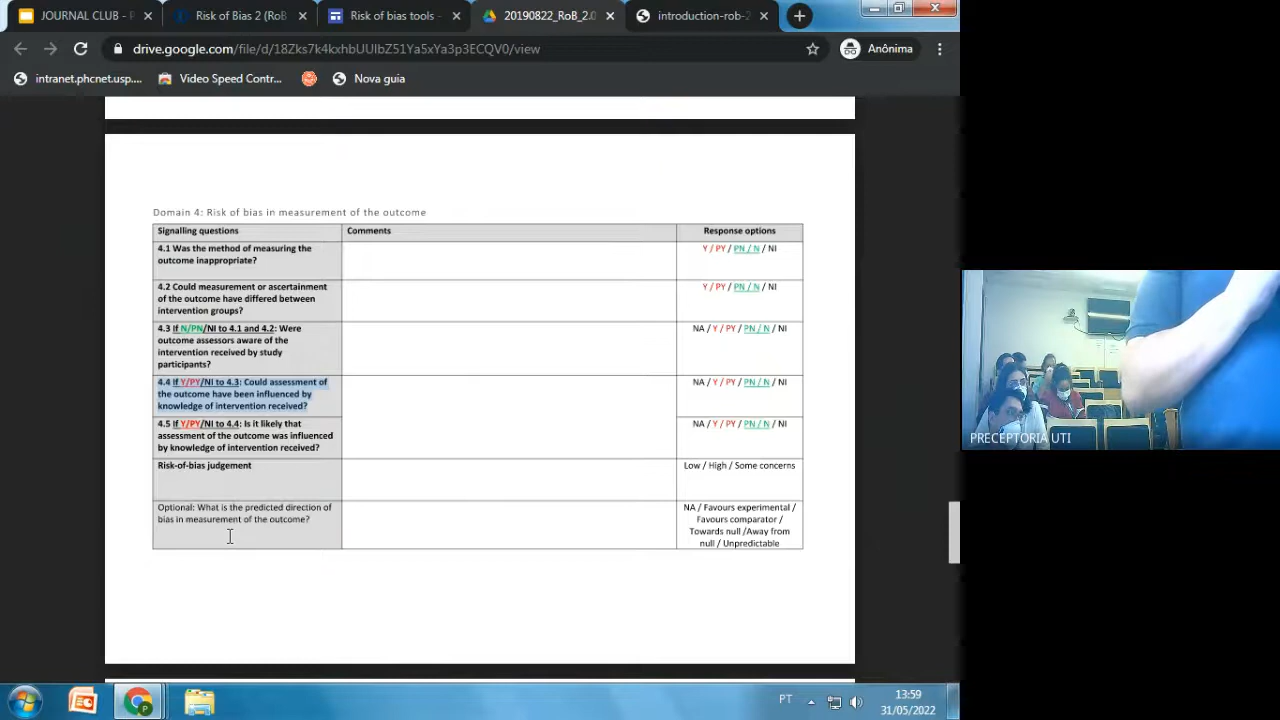 JOURNAL CLUB - P
Risk of Bias 2 (RoB
Risk of bias tools -
20190822_RoB_2.0
introduction-rob-2
drive.google.com/file/d/18Zks7k4kxhbUUIbZ51Ya5xYa3p3ECQV0/view
Anônima
intranet.phcnet.usp....
Video Speed Contr...
Nova guia
Domain 4: Risk of bias in measurement of the outcome
Signalling questions
Comments
Response options
4.1 Was the method of measuring the
outcome inappropriate?
Y / PY / PN / N / NI
4.2 Could measurement or ascertainment
of the outcome have differed between
intervention groups?
Y / PY / PN / N / NI
4.3 If N/PN/NI to 4.1 and 4.2: Were
outcome assessors aware of the
intervention received by study
participants?
NA / Y / PY / PN / N / NI
4.4 If Y/PY/NI to 4.3: Could assessment of
the outcome have been influenced by
knowledge of intervention received?
NA / Y / PY / PN / N / NI
4.5 If Y/PY/NI to 4.4: Is it likely that
assessment of the outcome was influenced
by knowledge of intervention received?
NA / Y / PY / PN / N / NI
Risk-of-bias judgement
Low / High / Some concerns
Optional: What is the predicted direction of
bias in measurement of the outcome?
NA / Favours experimental /
Favours comparator /
Towards null /Away from
null / Unpredictable
PRECEPTORIA UTI
PT
13:59
31/05/2022